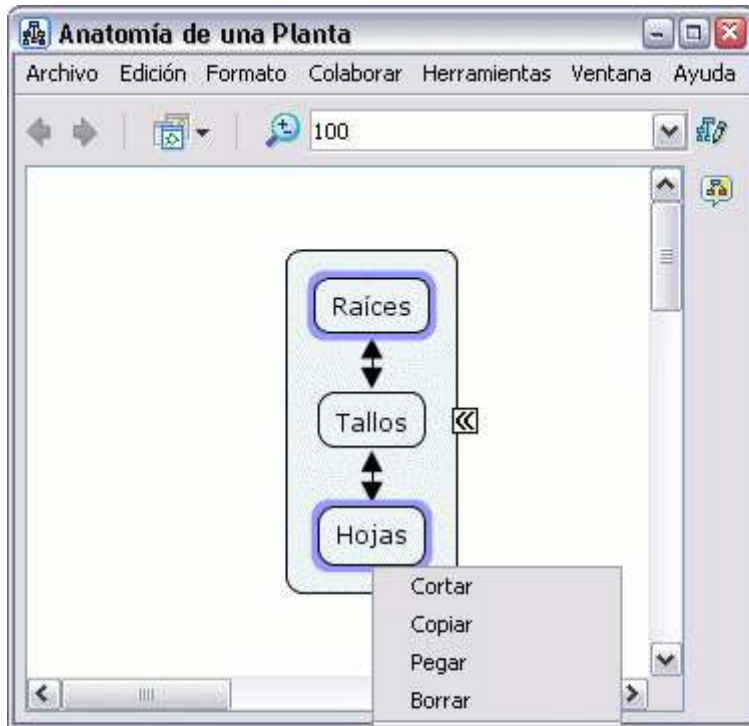 Anatomía de una Planta
Archivo Edición Formato Colaborar Herramientas Ventana Ayuda
100
Raíces
Tallos
Hojas
Cortar
Copiar
Pegar
Borrar